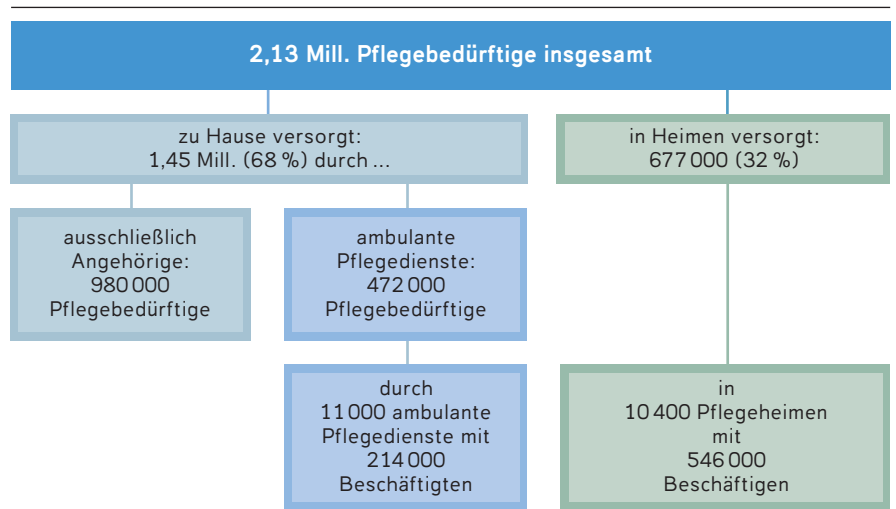 2,13 Mill. Pflegebedürftige insgesamt
zu Hause versorgt:
1,45 Mill. (68 %) durch ...
in Heimen versorgt:
677 000 (32 %)
ausschließlich
Angehörige:
980 000
Pflegebedürftige
ambulante
Pflegedienste:
472 000
Pflegebedürftige
durch
11 000 ambulante
Pflegedienste mit
214 000
Beschäftigten
in
10 400 Pflegeheimen
mit
546 000
Beschäftigen